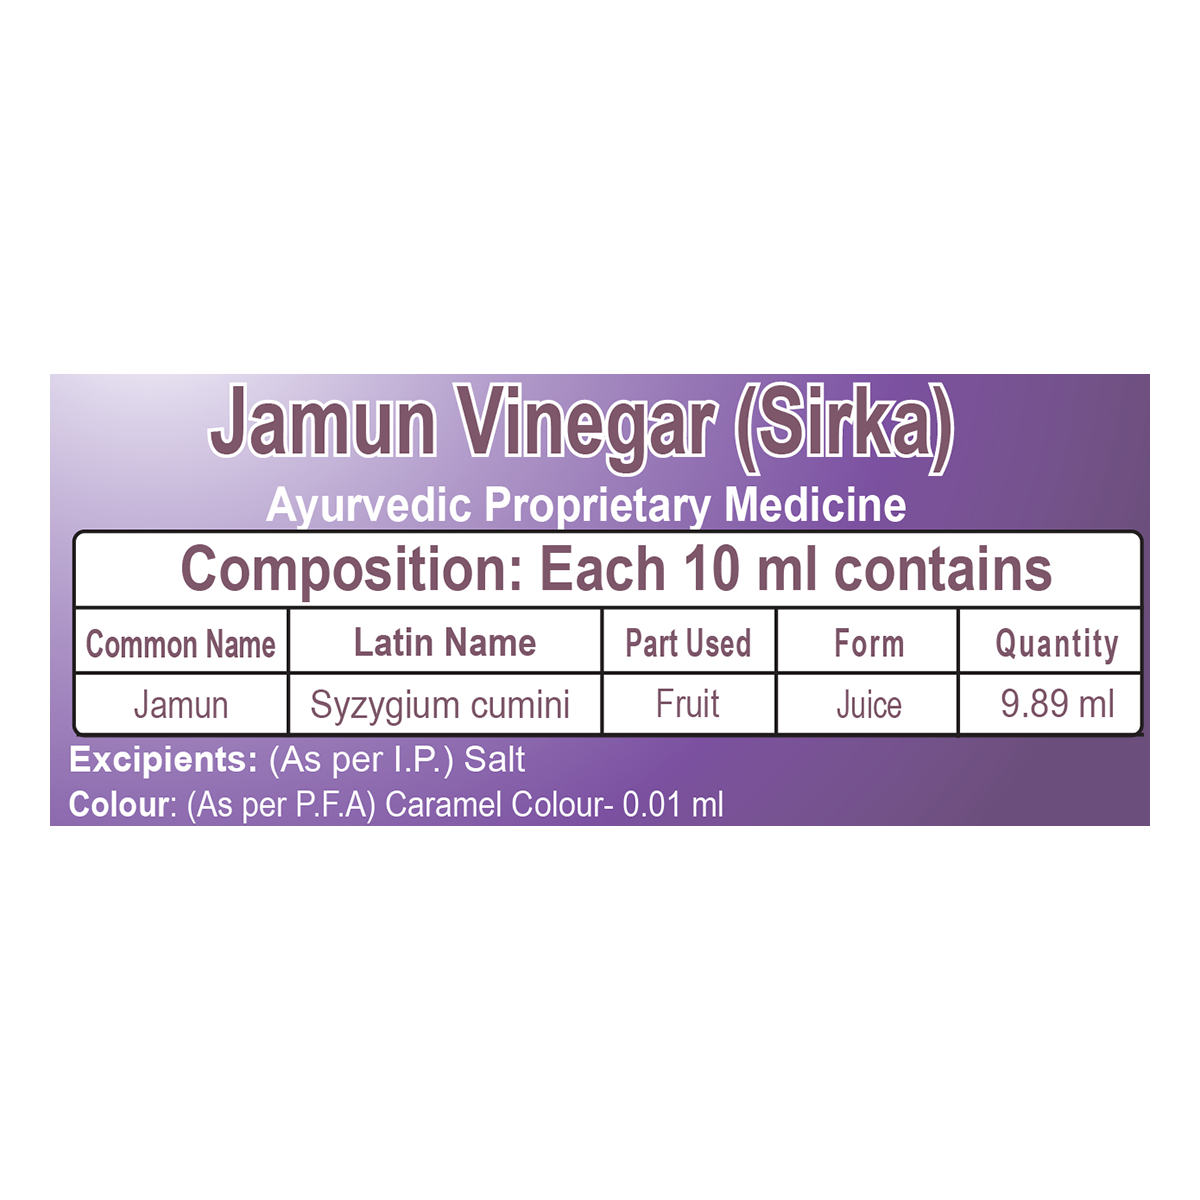 Jamun Vinegar (Sirka)
Ayurvedic Proprietary Medicine
Composition: Each 10 ml contains
Common Name Latin Name Part Used Form Quantity
Jamun Syzygium cumini Fruit Juice 9.89 ml
Excipients: (As per I.P.) Salt
Colour: (As per P.F.A) Caramel Colour- 0.01 ml